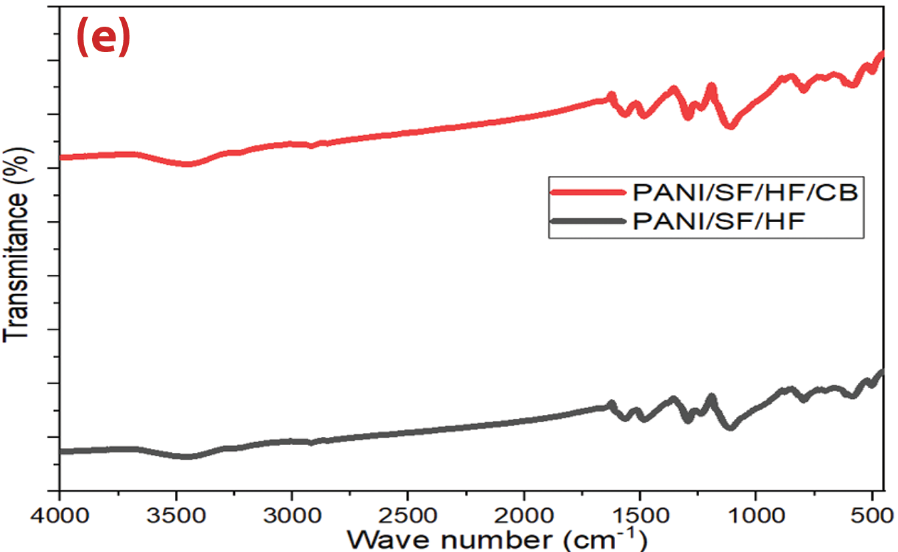 (e)
Transmitance (%)
PANI/SF/HF/CB
PANI/SF/HF
4000 3500 3000 2500 2000 1500 1000 500
Wave number (cm⁻¹)